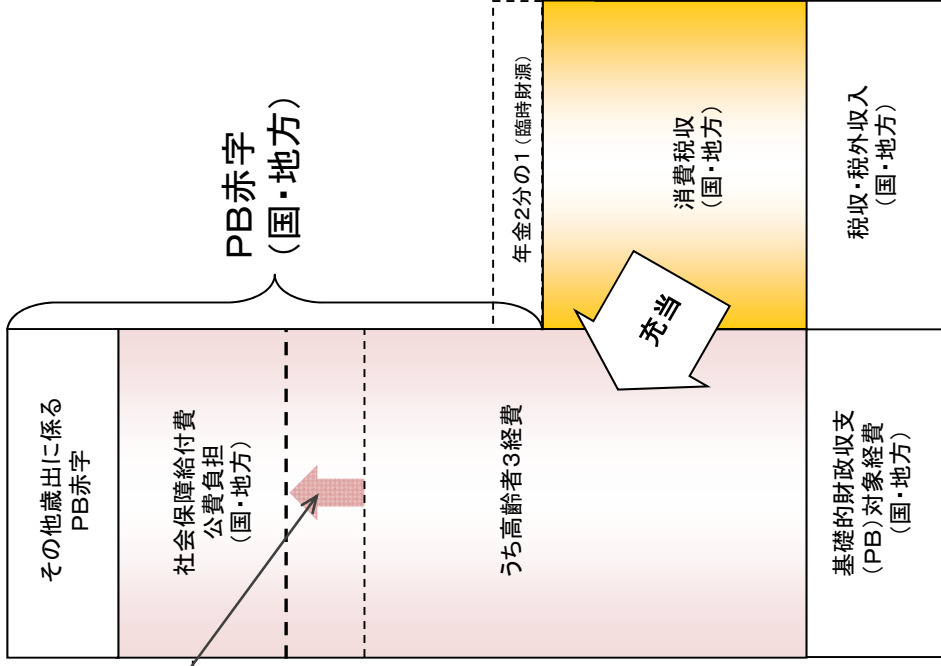 PB赤字
(国・地方)
その他歳出に係る
PB赤字
社会保障給付費
公費負担
(国・地方)
うち高齢者3経費
基礎的財政収支
(PB)対象経費
(国・地方)
年金2分の1(臨時財源)
消費税収
(国・地方)
充当
税収・税外収入
(国・地方)